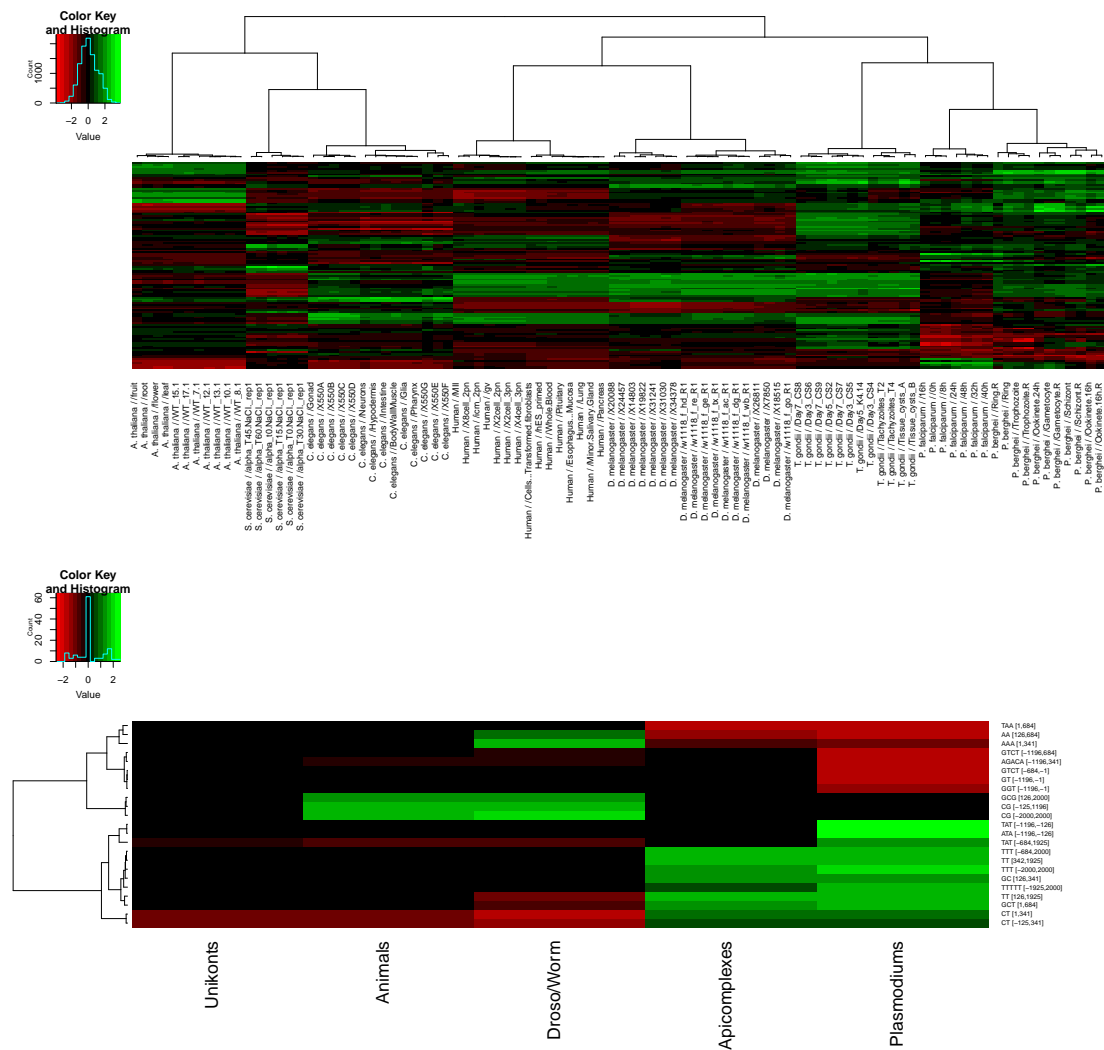 Color Key
and Histogram
Count
0 1000
−2 0 2
Value
A. thaliana / /fruit
A. thaliana / /root
A. thaliana / /flower
A. thaliana / /leaf
A. thaliana / /WT_15.1
A. thaliana / /WT_17.1
A. thaliana / /WT_7.1
A. thaliana / /WT_12.1
A. thaliana / /WT_13.1
A. thaliana / /WT_10.1
A. thaliana / /WT_8.1
S. cerevisiae / /alpha_T45.NaCl_rep1
S. cerevisiae / /alpha_T60.NaCl_rep1
S. cerevisiae / /alpha_10.NaCl_rep1
S. cerevisiae / /alpha_T15.NaCl_rep1
S. cerevisiae / /alpha_T0.NaCl_rep1
S. cerevisiae / /alpha_T30.NaCl_rep1
C. elegans / /Gonad
C. elegans / /X550A
C. elegans / /X550B
C. elegans / /X550C
C. elegans / /X550D
C. elegans / /Neurons
C. elegans / /Hypodermis
C. elegans / /Intestine
C. elegans / /BodyWallMuscle
C. elegans / /Glia
C. elegans / /Pharynx
C. elegans / /X550G
C. elegans / /X550E
C. elegans / /X550F
Human / /MII
Human / /X8cell_2pn
Human / /icm_2pn
Human / /gv
Human / /X2cell_2pn
Human / /X2cell_3pn
Human / /X4cell_3pn
Human / /Cells...Transformed.fibroblasts
Human / /hES_primed
Human / /WholeBlood
Human / /Pituitary
Human / /Esophagus...Mucosa
Human / /Lung
Human / /Minor.Salivary.Gland
Human / /Pancreas
D. melanogaster / /X20088
D. melanogaster / /X24457
D. melanogaster / /X14803
D. melanogaster / /X19822
D. melanogaster / /X31241
D. melanogaster / /X31030
D. melanogaster / /X34378
D. melanogaster / /w1118_f_hd_R1
D. melanogaster / /w1118_f_re_R1
D. melanogaster / /w1118_f_ge_R1
D. melanogaster / /w1118_f_tx_R1
D. melanogaster / /w1118_f_ac_R1
D. melanogaster / /w1118_f_dg_R1
D. melanogaster / /w1118_f_wb_R1
D. melanogaster / /X26811
D. melanogaster / /X7850
D. melanogaster / /X18515
D. melanogaster / /w1118_f_go_R1
T. gondii / /Day7_CS8
T. gondii / /Day7_CS6
T. gondii / /Day7_CS9
T. gondii / /Day5_CS2
T. gondii / /Day7_CS7
T. gondii / /Day3_CS5
T. gondii / /Day5_K4.14
T. gondii / /Day3_CS4
T. gondii / /Tachyzoites_T2
T. gondii / /Tachyzoites_T4
T. gondii / /Tissue_cysts_A
T. gondii / /Tissue_cysts_B
P. falciparum / /16h
P. falciparum / /0h
P. falciparum / /8h
P. falciparum / /24h
P. falciparum / /48h
P. falciparum / /32h
P. falciparum / /40h
P. berghei / /Ring.R
P. berghei / /Ring
P. berghei / /Trophozoite
P. berghei / /Trophozoite.R
P. berghei / /Ookinete.24h
P. berghei / /Gametocyte
P. berghei / /Gametocyte.R
P. berghei / /Schizont
P. berghei / /Schizont.R
P. berghei / /Ookinete.16h
P. berghei / /Ookinete.16h.R
Color Key
and Histogram
Count
0 20 40 60
−2 0 1 2
Value
TAA [1,684]
AA [126,684]
AAA [1,341]
GTCT [−1196,684]
AGACA [−1196,341]
GTCT [−684,−1]
GT [−1196,−1]
GGT [−1196,−1]
GCG [126,2000]
CG [−125,1196]
CG [−2000,2000]
TAT [−1196,−126]
ATA [−1196,−126]
TAT [−684,1925]
TTT [−684,2000]
TT [342,1925]
TTT [−2000,2000]
GC [126,341]
TTTTT [−1925,2000]
TT [126,1925]
GCT [1,684]
CT [1,341]
CT [−125,341]
Unikonts
Animals
Droso/Worm
Apicomplexes
Plasmodiums